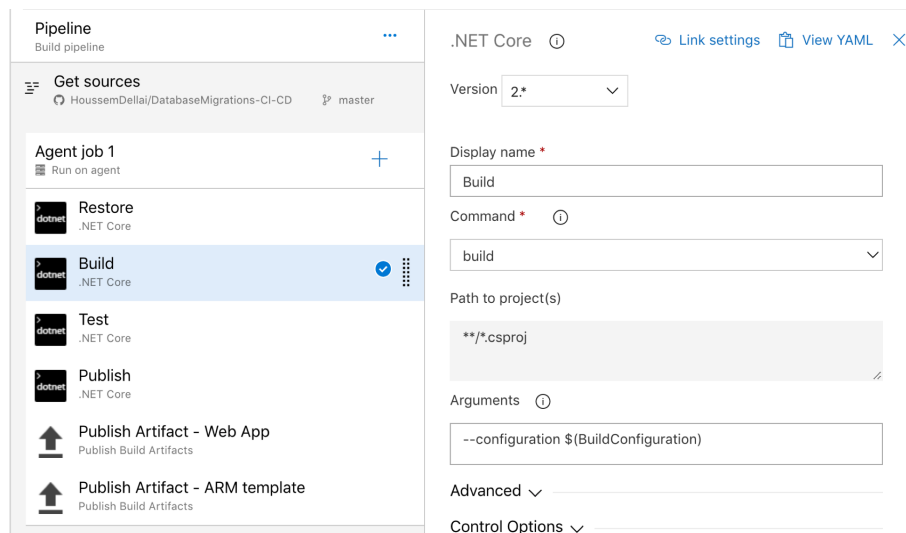 Pipeline
Build pipeline
Get sources
HoussemDellai/DatabaseMigrations-CI-CD
master
Agent job 1
Run on agent
dotnet
Restore
.NET Core
dotnet
Build
.NET Core
dotnet
Test
.NET Core
dotnet
Publish
.NET Core
Publish Artifact - Web App
Publish Build Artifacts
Publish Artifact - ARM template
Publish Build Artifacts
.NET Core
Link settings
View YAML
Version
2.*
Display name *
Build
Command *
build
Path to project(s)
**/*.csproj
Arguments
--configuration $(BuildConfiguration)
Advanced
Control Options